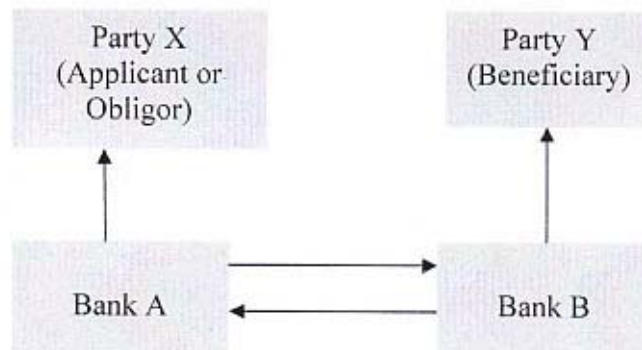 Party X
(Applicant or
Obligor)
Party Y
(Beneficiary)
Bank A
Bank B